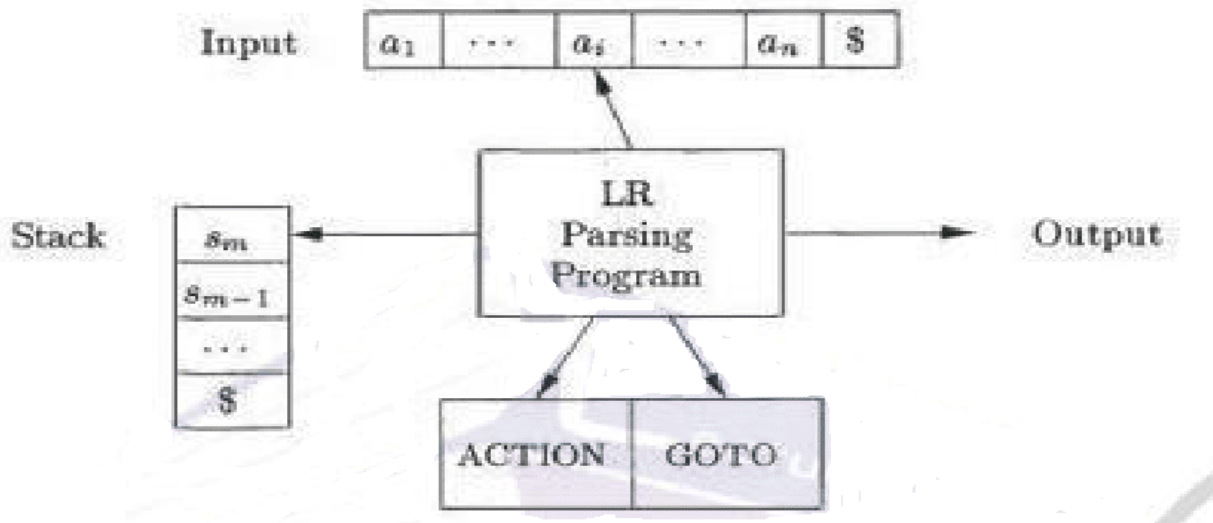 Input a₁ ... aᵢ ... aₙ $
LR
Parsing
Program
Stack
sₘ
sₘ₋₁
...
$
Output
ACTION GOTO